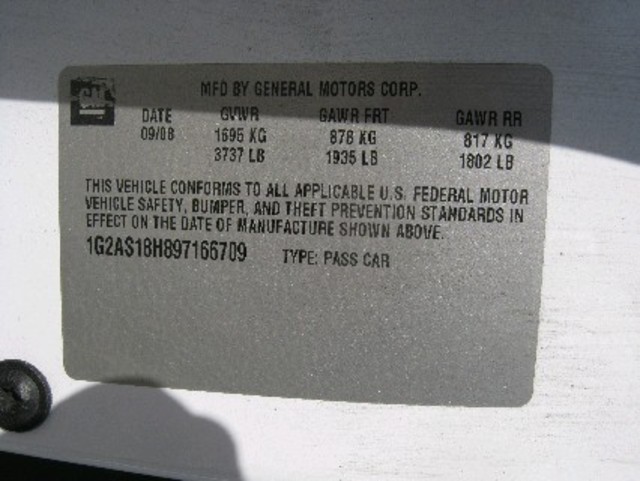 GM
MFD BY GENERAL MOTORS CORP.
DATE GVWR GAWR FRT GAWR RR
09/08 1695 KG 878 KG 817 KG
3737 LB 1935 LB 1802 LB
THIS VEHICLE CONFORMS TO ALL APPLICABLE U.S. FEDERAL MOTOR
VEHICLE SAFETY, BUMPER, AND THEFT PREVENTION STANDARDS IN
EFFECT ON THE DATE OF MANUFACTURE SHOWN ABOVE.
1G2AS18H897166709 TYPE: PASS CAR